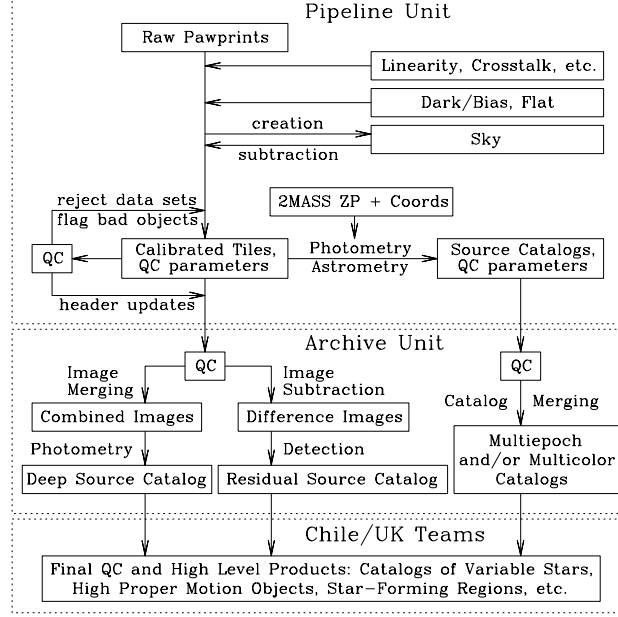 Pipeline Unit
Raw Pawprints
Linearity, Crosstalk, etc.
Dark/Bias, Flat
creation
Sky
subtraction
reject data sets
flag bad objects
2MASS ZP + Coords
QC
Calibrated Tiles,
QC parameters
Photometry
Astrometry
Source Catalogs,
QC parameters
header updates
Archive Unit
QC
QC
Image
Merging
Image
Subtraction
Catalog
Merging
Combined Images
Difference Images
Photometry
Detection
Multiepoch
and/or Multicolor
Catalogs
Deep Source Catalog
Residual Source Catalog
Chile/UK Teams
Final QC and High Level Products: Catalogs of Variable Stars,
High Proper Motion Objects, Star-Forming Regions, etc.